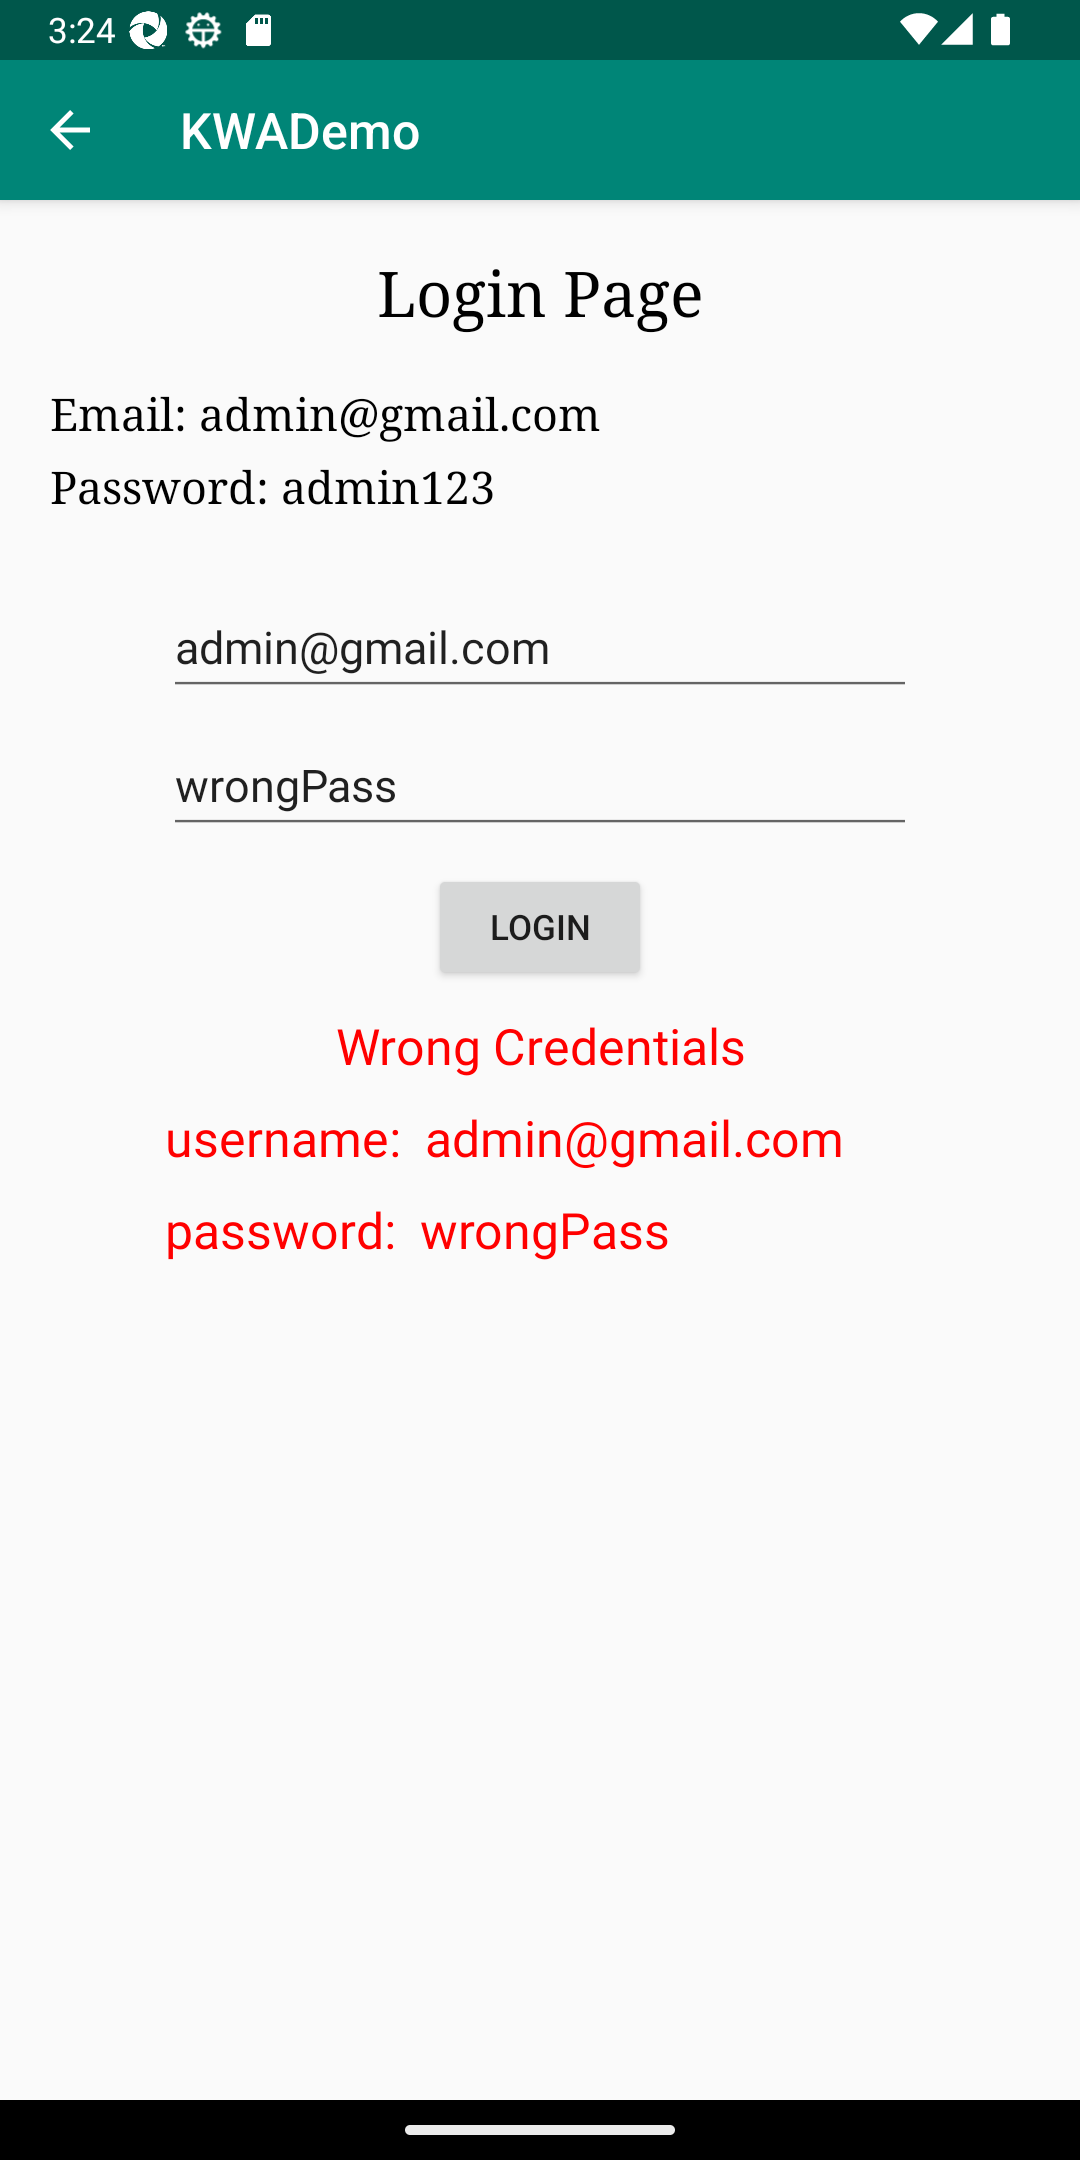 3:24
KWADemo
Login Page
Email: admin@gmail.com
Password: admin123
admin@gmail.com
wrongPass
LOGIN
Wrong Credentials
username: admin@gmail.com
password: wrongPass